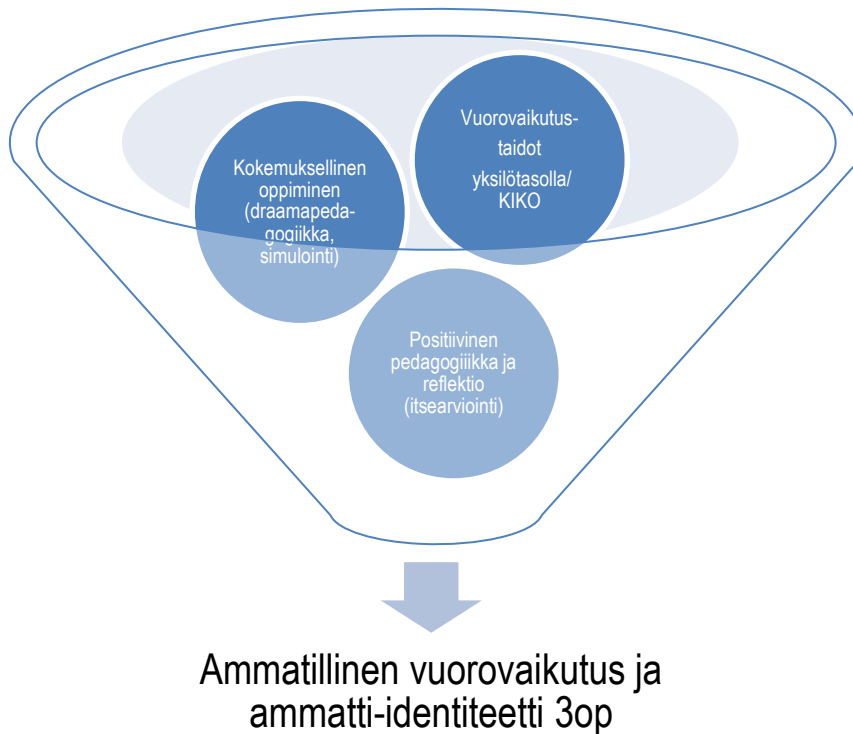 Vuorovaikutus-
taidot
yksilötasolla/
KIKO
Kokemuksellinen
oppiminen
(draamapeda-
gogiikka,
simulointi)
Positiivinen
pedagogiiikka ja
reflektio
(itsearviointi)
Ammatillinen vuorovaikutus ja
ammatti-identiteetti 3op